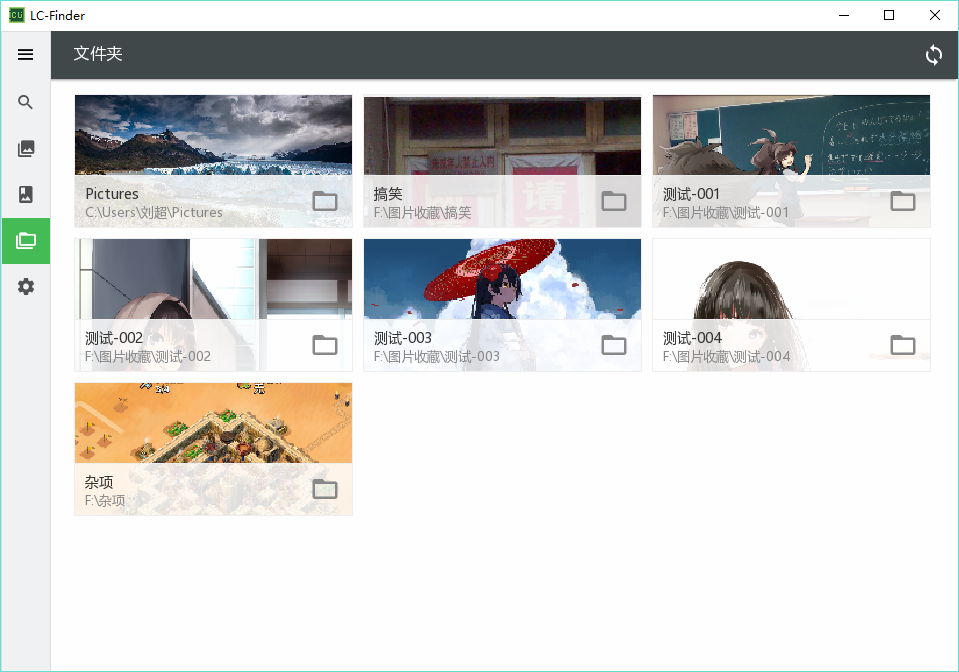 LC-Finder
文件夹
Pictures
C:\Users\刘超\Pictures
搞笑
F:\图片收藏\搞笑
测试-001
F:\图片收藏\测试-001
测试-002
F:\图片收藏\测试-002
测试-003
F:\图片收藏\测试-003
测试-004
F:\图片收藏\测试-004
杂项
F:\杂项